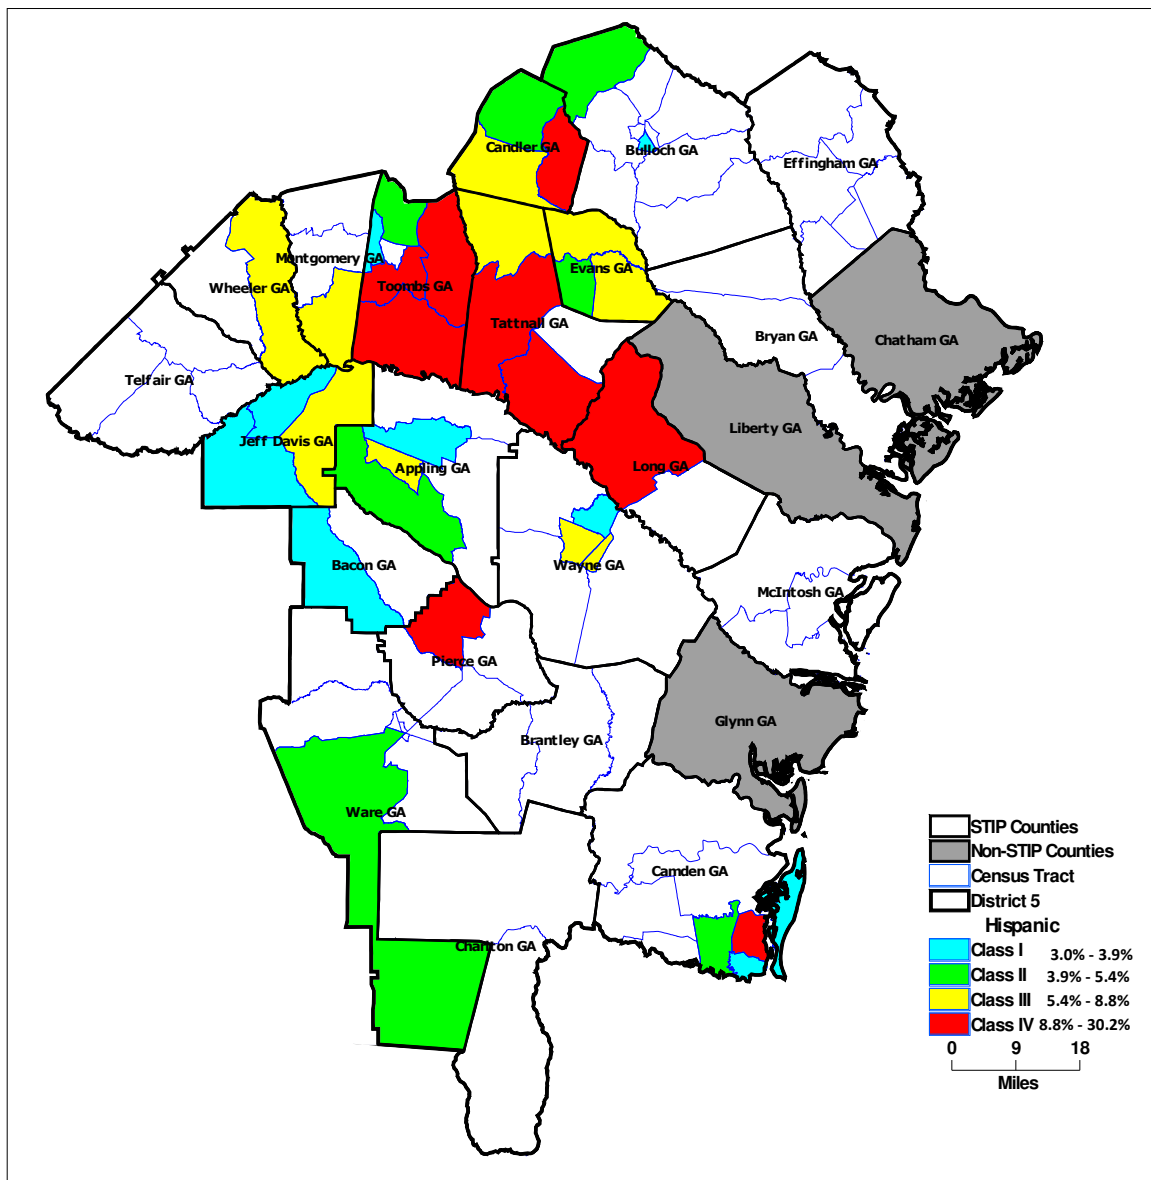 Candler GA
Bulloch GA
Effingham GA
Montgomery GA
Evans GA
Wheeler GA
Toombs GA
Tattnall GA
Bryan GA
Chatham GA
Telfair GA
Liberty GA
Jeff Davis GA
Appling GA
Long GA
Bacon GA
Wayne GA
McIntosh GA
Pierce GA
Glynn GA
Brantley GA
Ware GA
Camden GA
Charlton GA
STIP Counties
Non-STIP Counties
Census Tract
District 5
Hispanic
Class I 3.0% - 3.9%
Class II 3.9% - 5.4%
Class III 5.4% - 8.8%
Class IV 8.8% - 30.2%
0 9 18
Miles